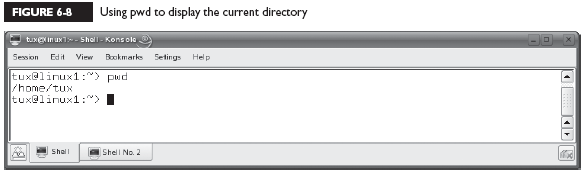 FIGURE 6-8 Using pwd to display the current directory
tux@linux1:~ - Shell - Konsole
Session Edit View Bookmarks Settings Help
tux@linux1:~> pwd
/home/tux
tux@linux1:~>
Shell Shell No. 2